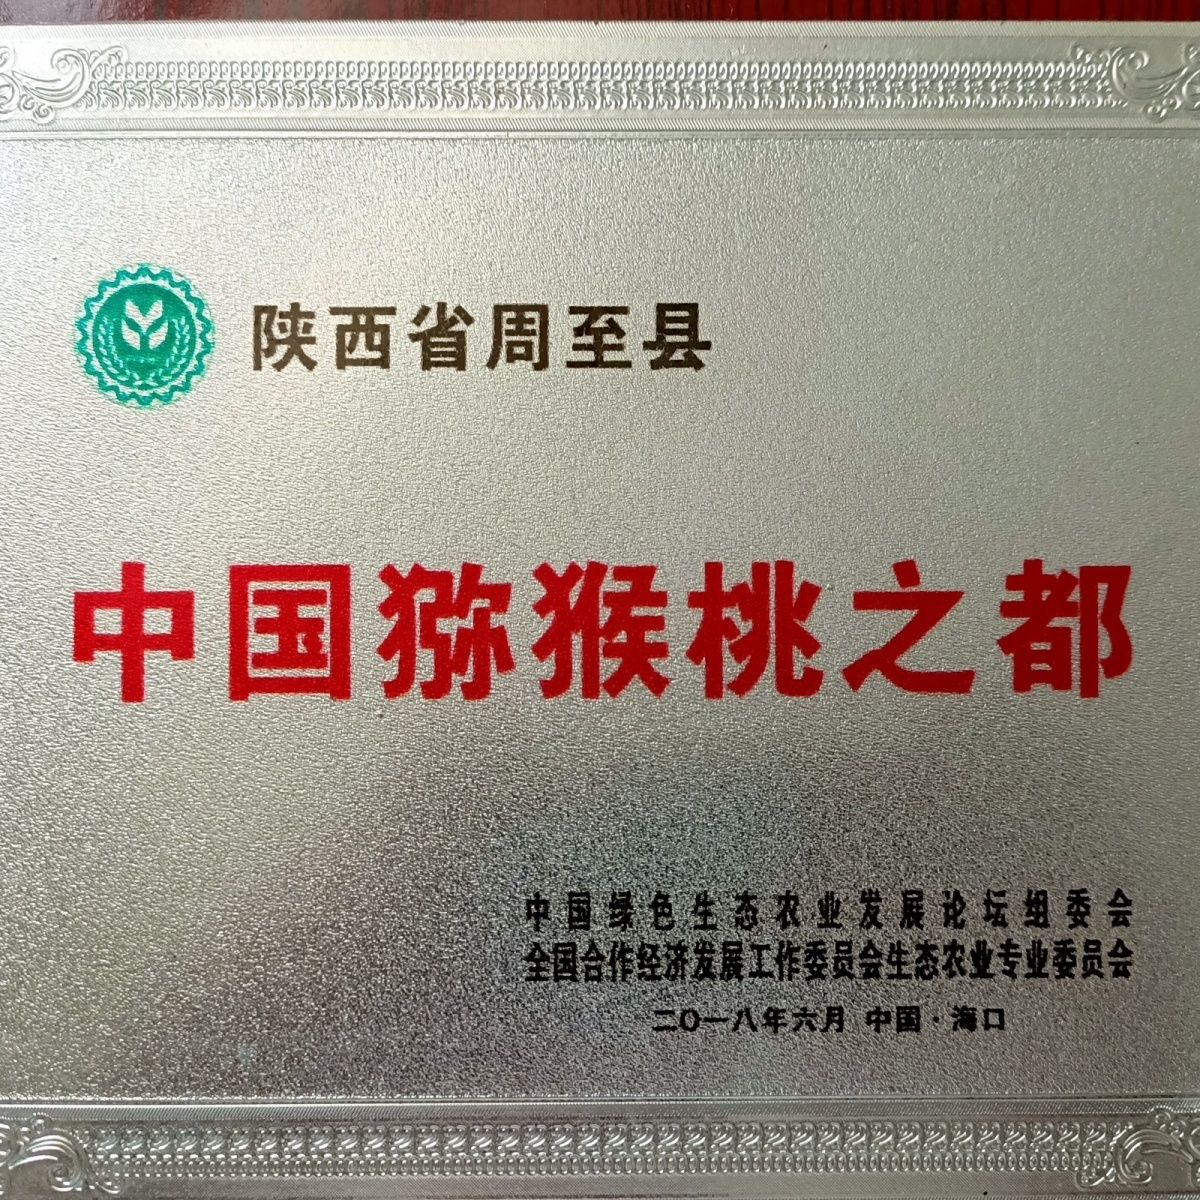 陕西省周至县
中国猕猴桃之都
中国绿色生态农业发展论坛组委会
全国合作经济发展工作委员会生态农业专业委员会
二〇一八年六月 中国·海口